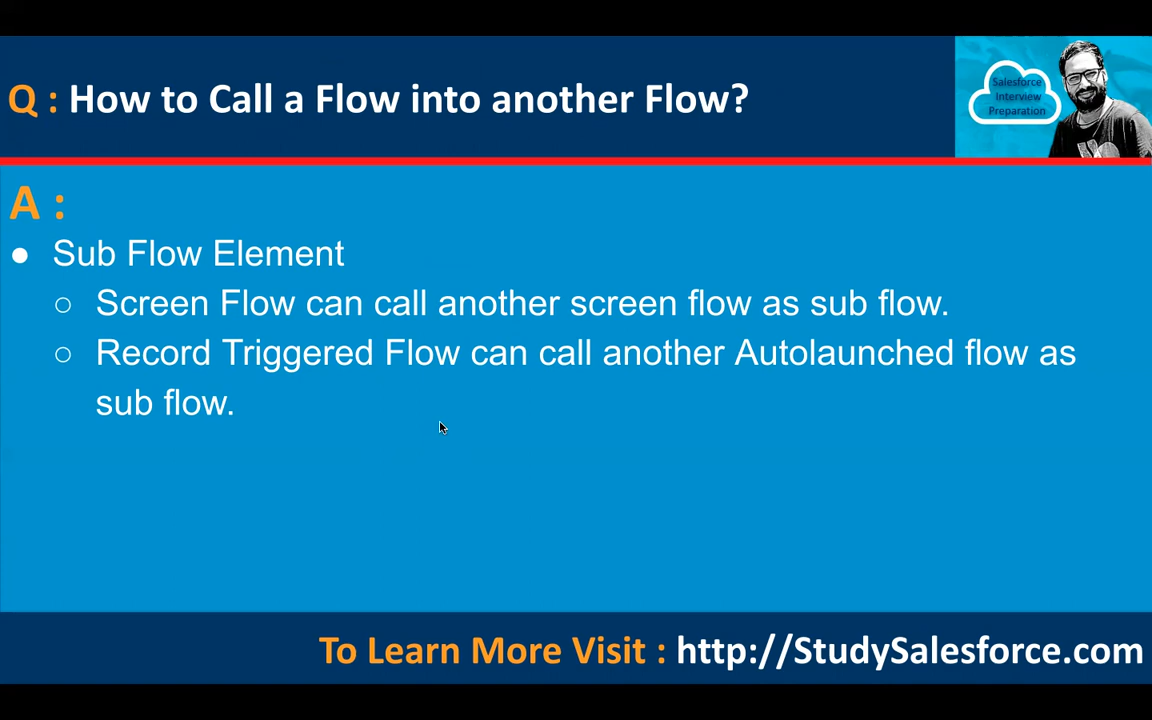 Q : How to Call a Flow into another Flow?
Salesforce
Interview
Preparation
A :
● Sub Flow Element
○ Screen Flow can call another screen flow as sub flow.
○ Record Triggered Flow can call another Autolaunched flow as
sub flow.
To Learn More Visit : http://StudySalesforce.com